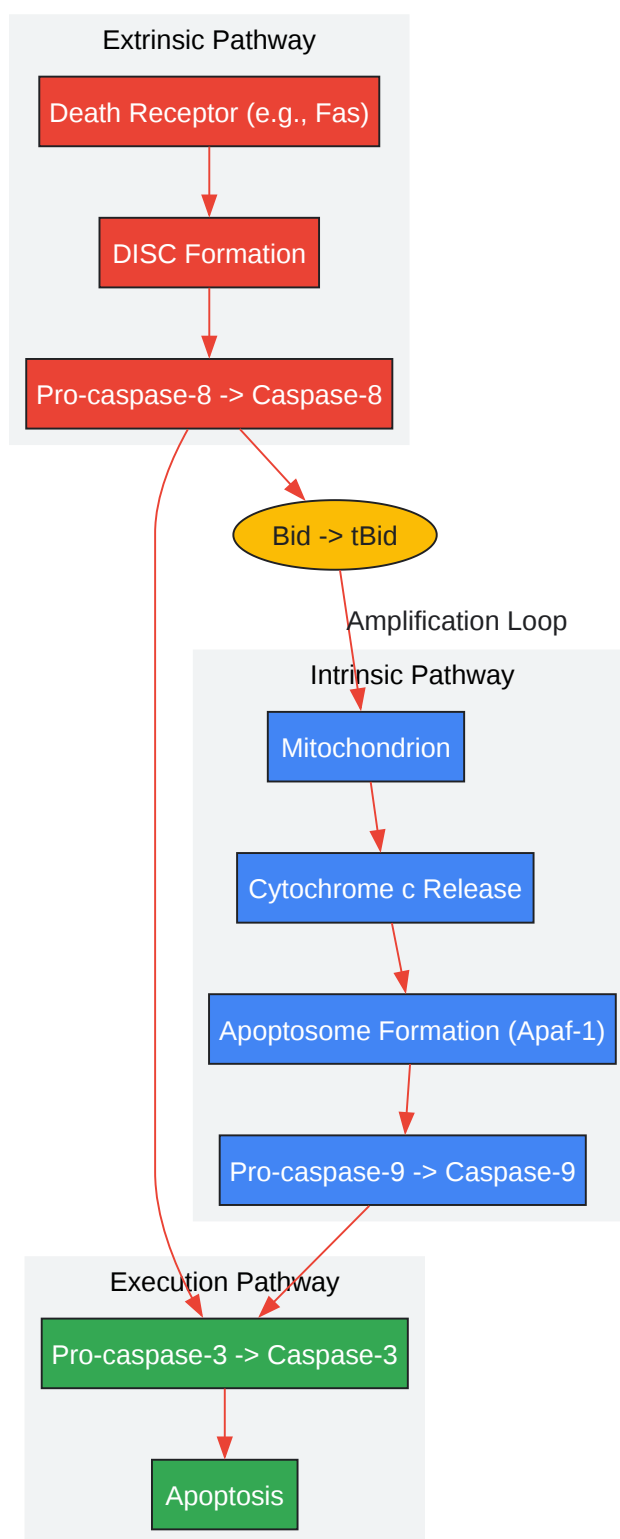 Extrinsic Pathway
Death Receptor (e.g., Fas)
DISC Formation
Pro-caspase-8 -> Caspase-8
Bid -> tBid
Amplification Loop
Intrinsic Pathway
Mitochondrion
Cytochrome c Release
Apoptosome Formation (Apaf-1)
Pro-caspase-9 -> Caspase-9
Execution Pathway
Pro-caspase-3 -> Caspase-3
Apoptosis